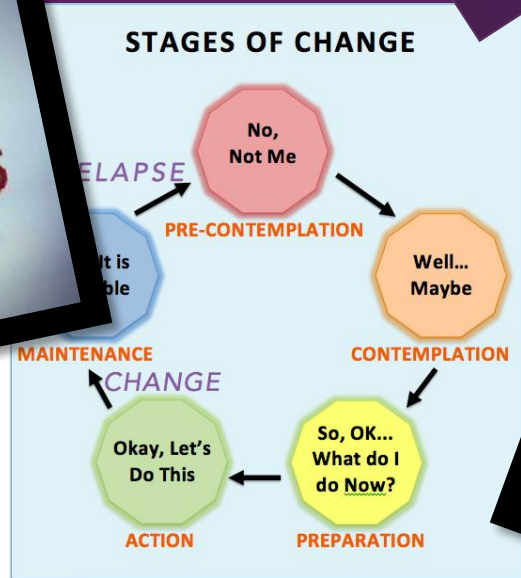 STAGES OF CHANGE
No,
Not Me
PRE-CONTEMPLATION
Well...
Maybe
CONTEMPLATION
So, OK...
What do I
do Now?
PREPARATION
Okay, Let's
Do This
ACTION
CHANGE
is
MAINTENANCE